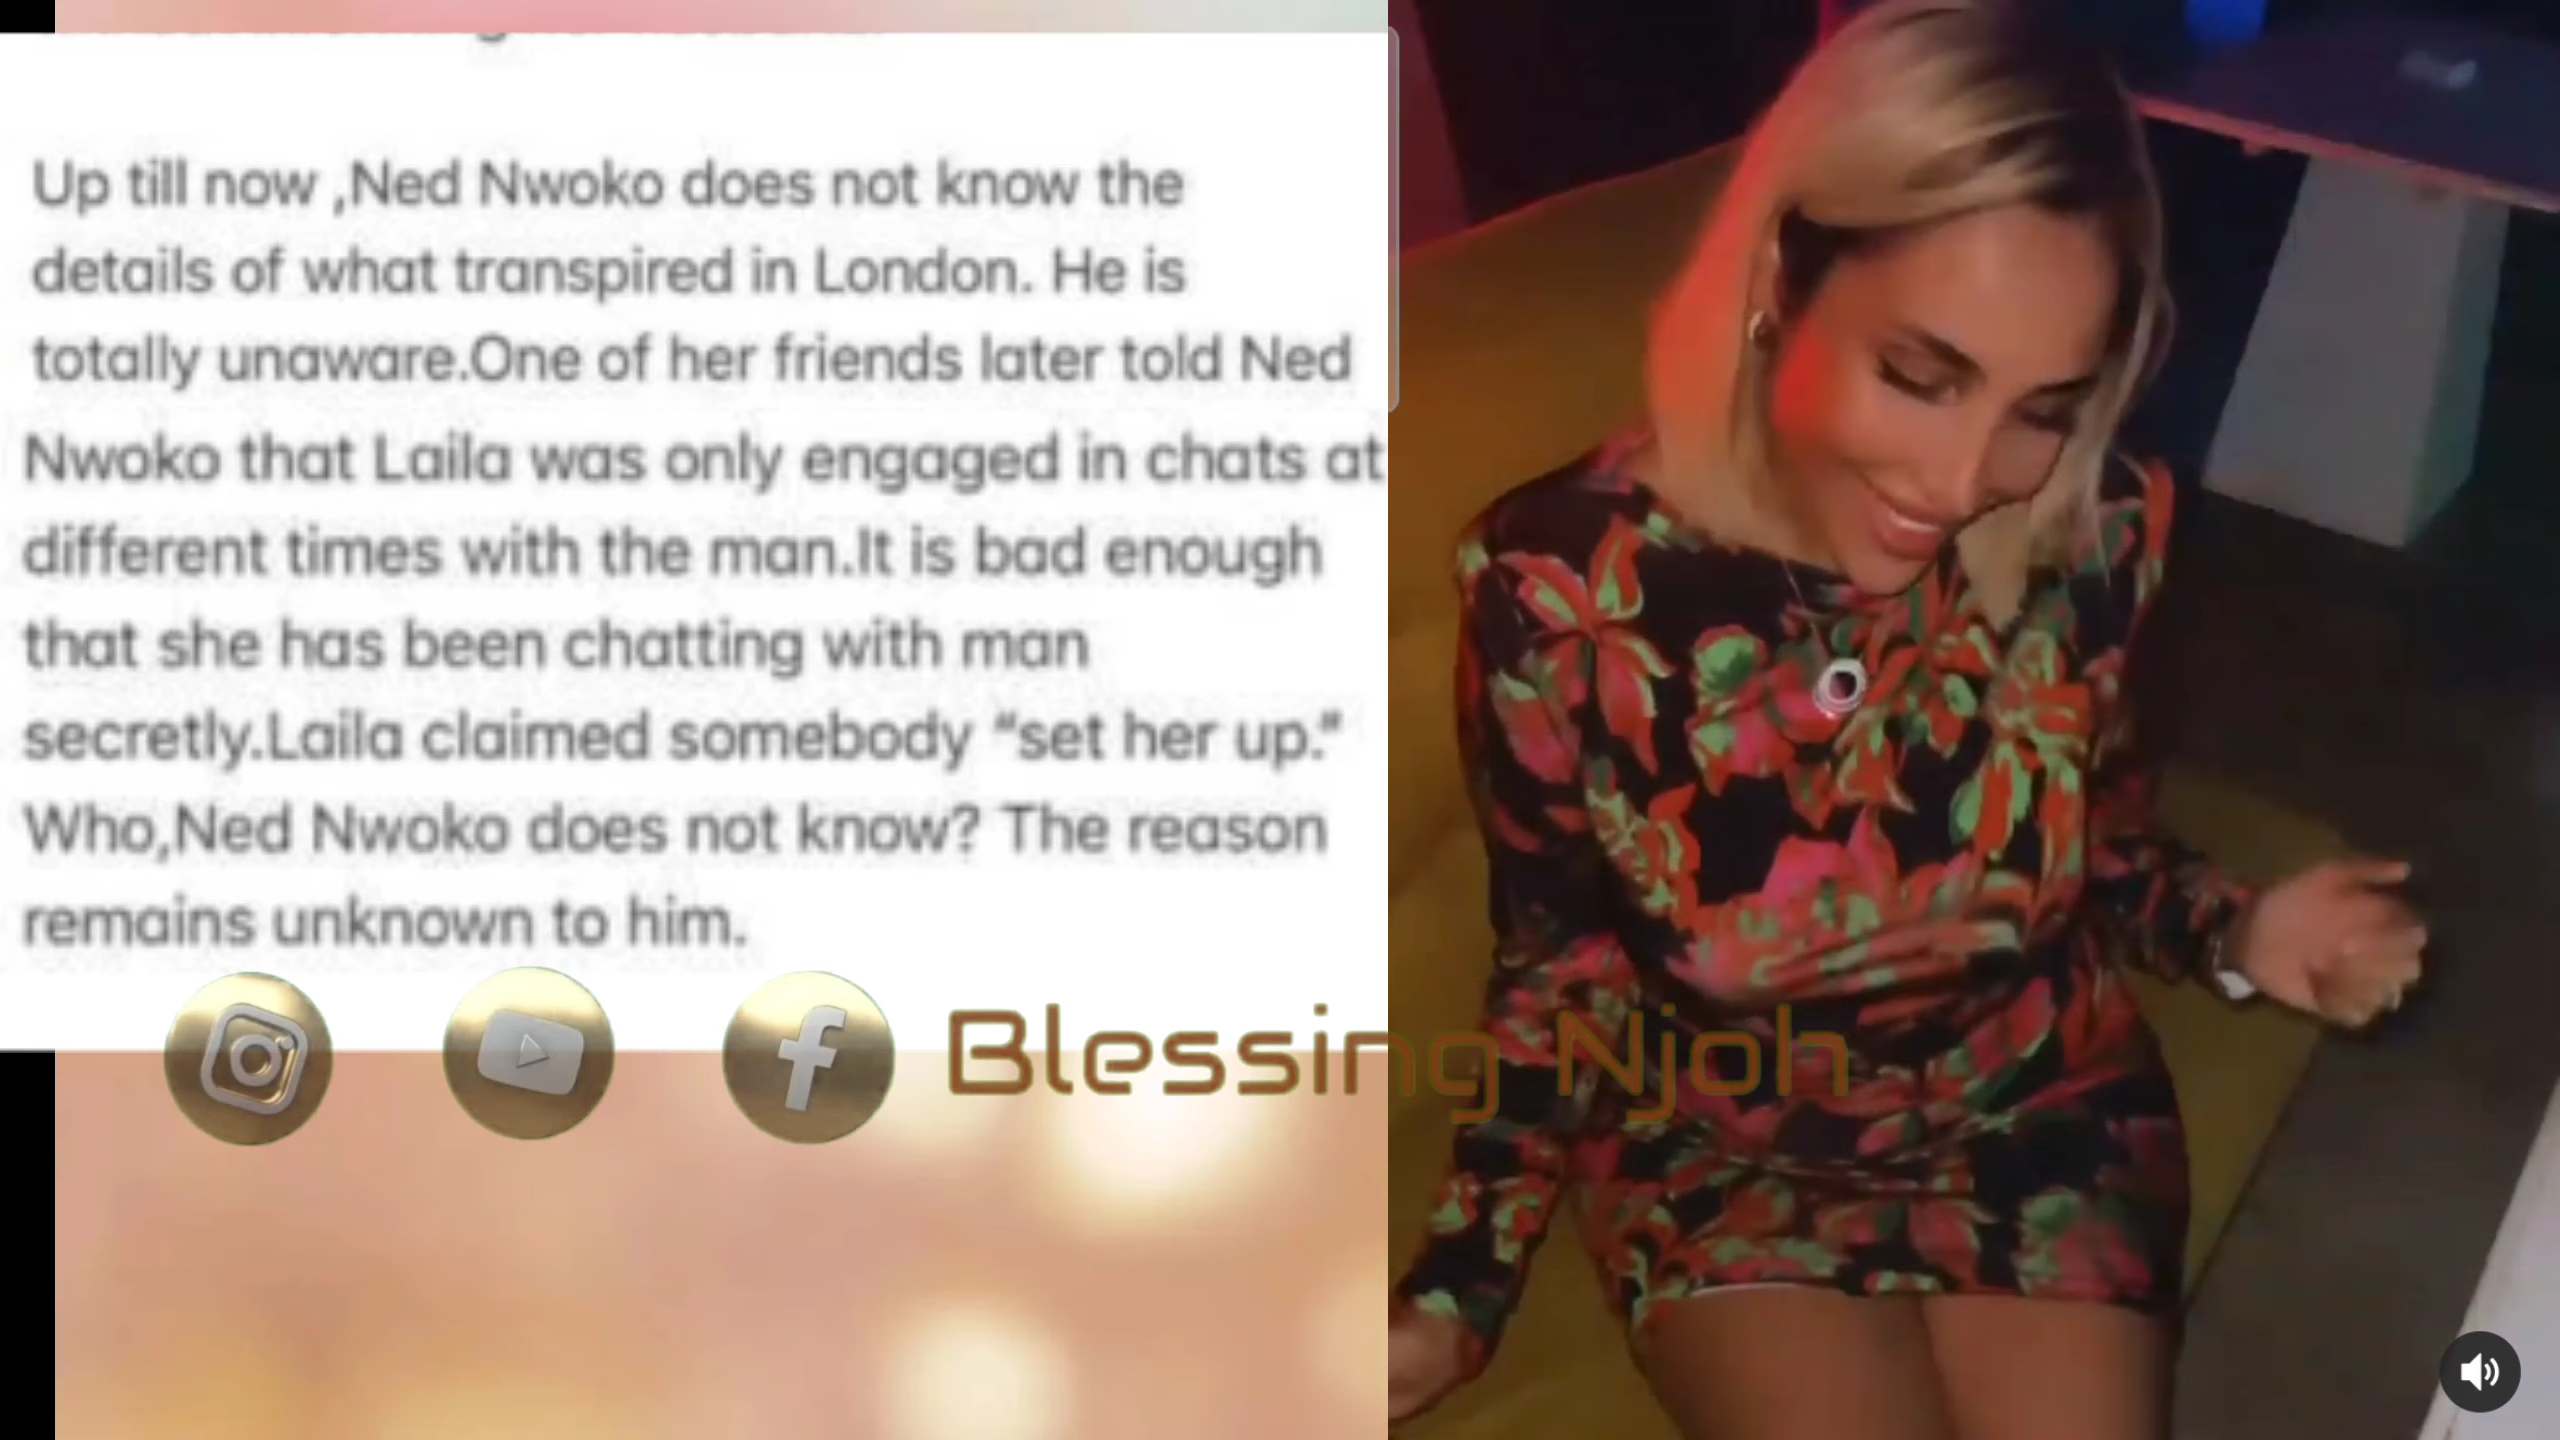 Up till now ,Ned Nwoko does not know the
details of what transpired in London. He is
totally unaware.One of her friends later told Ned
Nwoko that Laila was only engaged in chats at
different times with the man.It is bad enough
that she has been chatting with man
secretly.Laila claimed somebody “set her up.”
Who,Ned Nwoko does not know? The reason
remains unknown to him.
Blessing Njoh